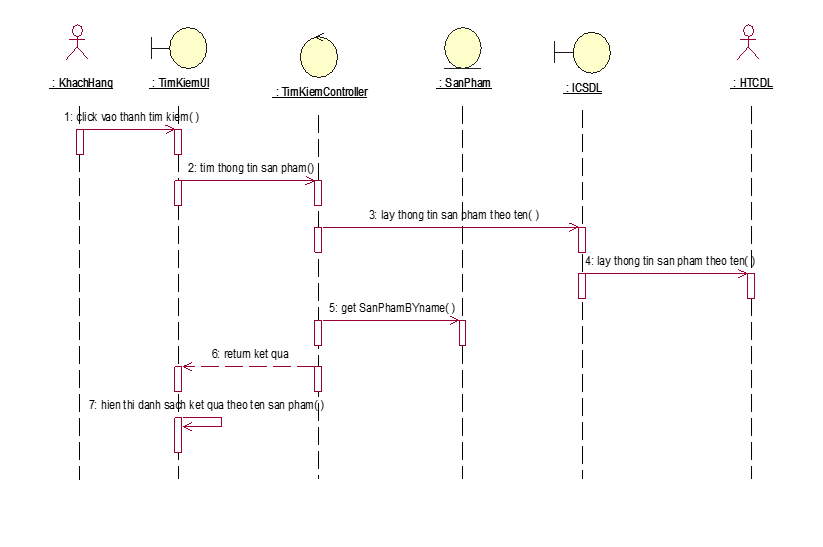 : KhachHang
: TimKiemUI
: TimKiemController
: SanPham
: ICSDL
: HTCDL
1: click vao thanh tim kiem( )
2: tim thong tin san pham()
3: lay thong tin san pham theo ten( )
4: lay thong tin san pham theo ten( )
5: get SanPhamBYname( )
6: return ket qua
7: hien thi danh sach ket qua theo ten san pham( )